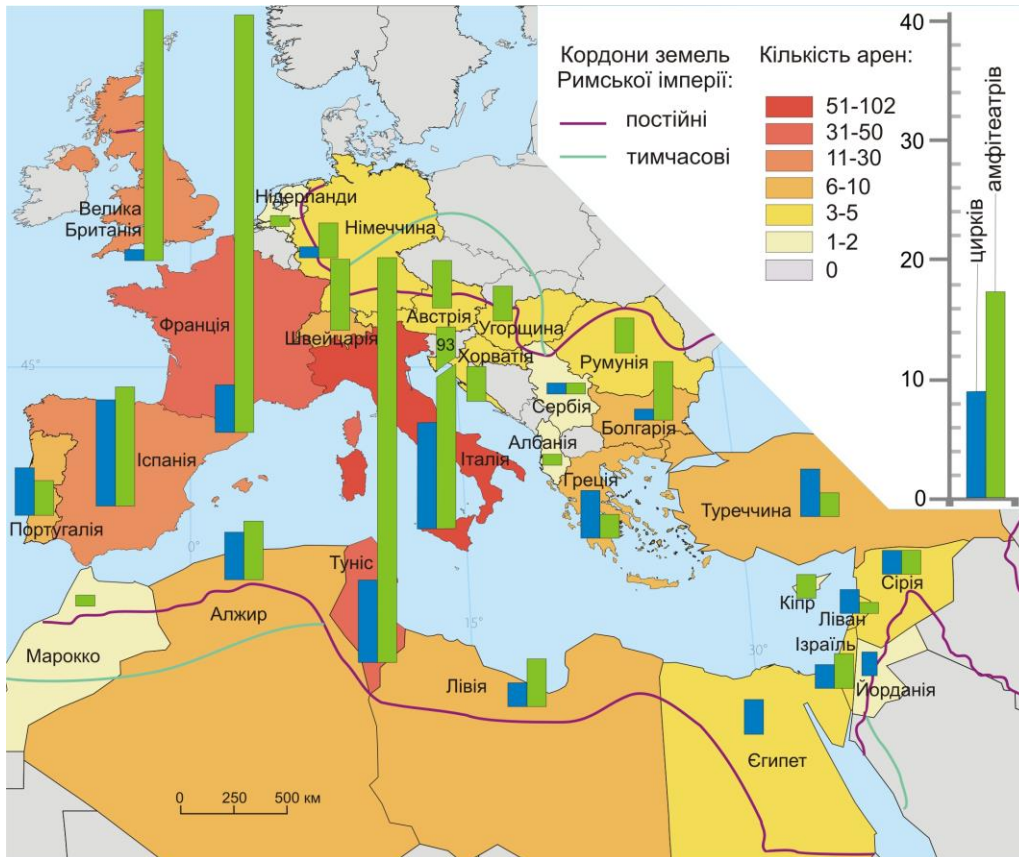 Кордони земель
Римської імперії:
постійні
тимчасові
Кількість арен:
51-102
31-50
11-30
6-10
3-5
1-2
0
40
30
20
10
0
цирків
амфітеатрів
Велика
Британія
Нідерланди
Німеччина
Франція
Швейцарія
Австрія
Угорщина
93
Хорватія
Румунія
45°
Сербія
Болгарія
Албанія
Іспанія
Італія
Греція
Португалія
Туреччина
0°
Туніс
Сірія
Кіпр
Алжир
Ліван
15°
30°
Ізраїль
Марокко
Лівія
Йорданія
Єгипет
0 250 500 км